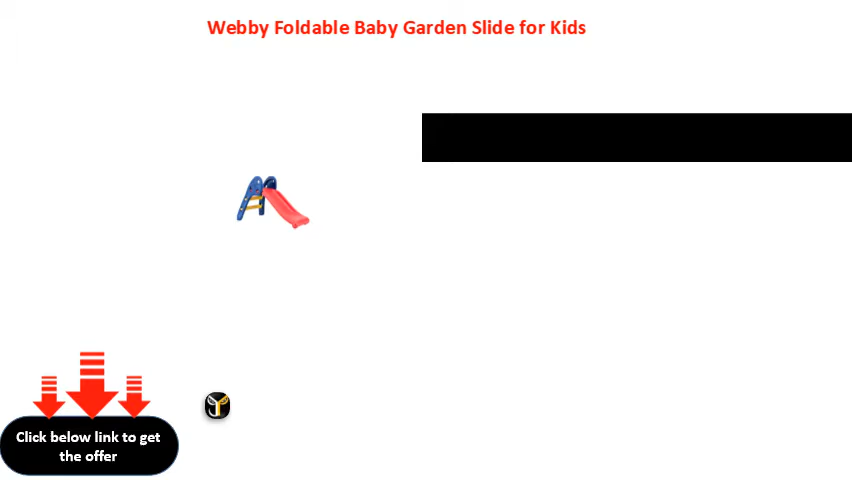 Webby Foldable Baby Garden Slide for Kids
Click below link to get
the offer